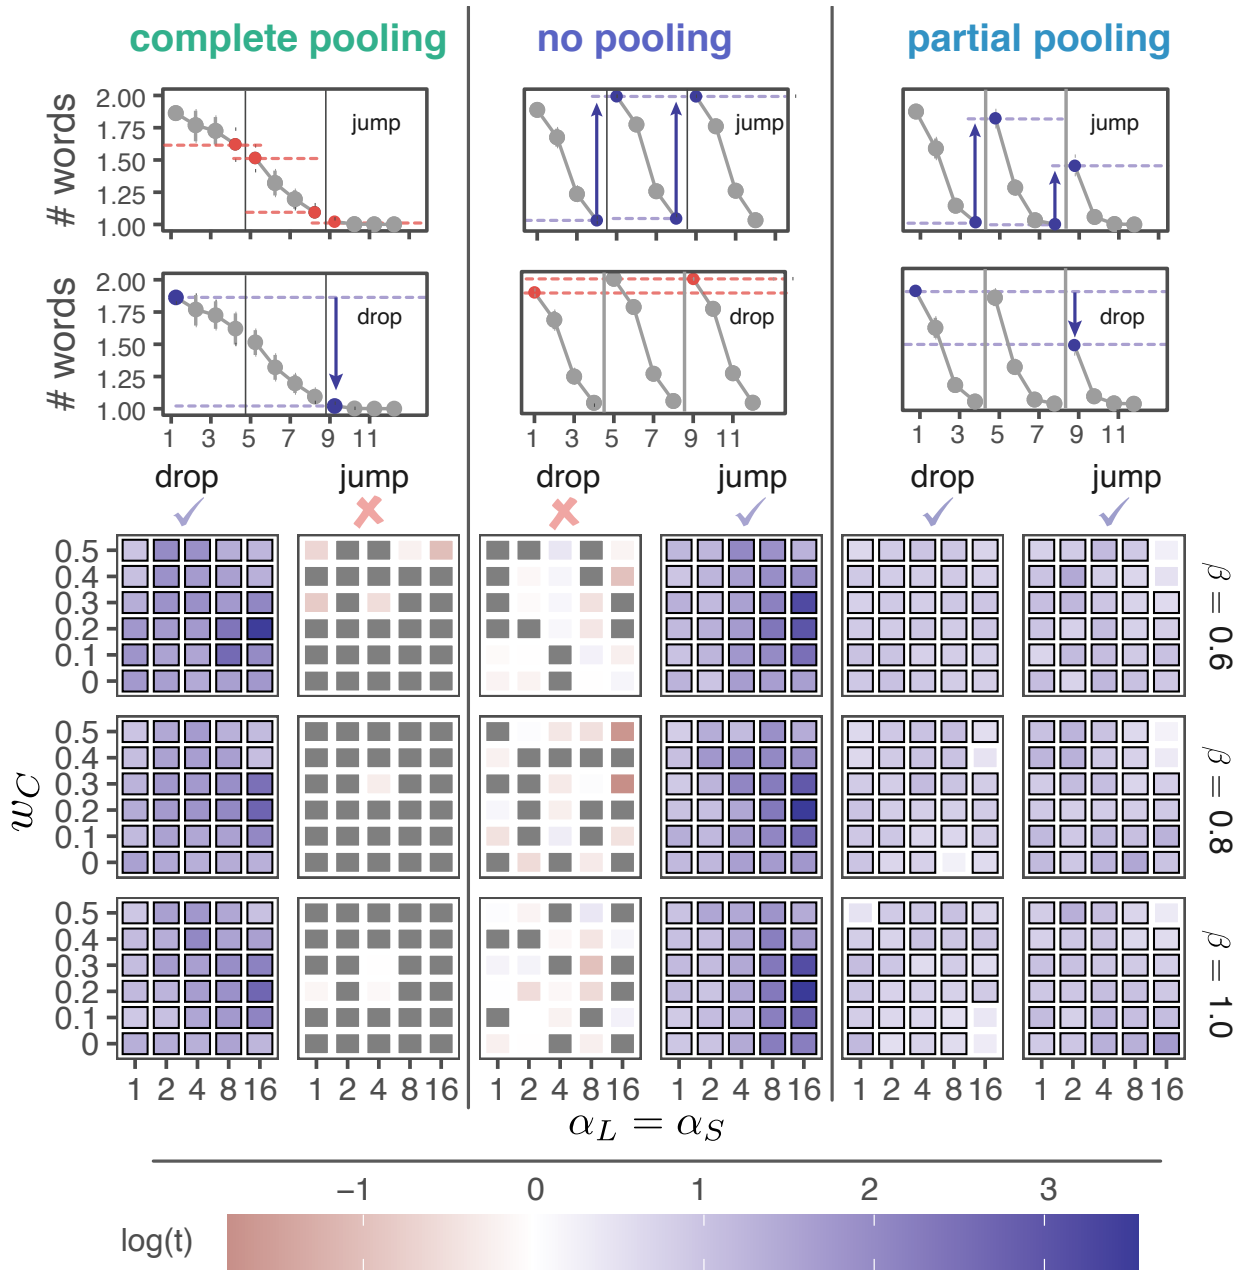 complete pooling
no pooling
partial pooling
# words
2.00
1.75
1.50
1.25
1.00
jump
jump
jump
# words
2.00
1.75
1.50
1.25
1.00
drop
drop
drop
1 3 5 7 9 11
1 3 5 7 9 11
1 3 5 7 9 11
drop jump
drop jump
drop jump
✓ ✗ ✗ ✓ ✓ ✓
w_C
0.5
0.4
0.3
0.2
0.1
0
β = 0.6
0.5
0.4
0.3
0.2
0.1
0
β = 0.8
0.5
0.4
0.3
0.2
0.1
0
β = 1.0
1 2 4 8 16
1 2 4 8 16
1 2 4 8 16
1 2 4 8 16
1 2 4 8 16
1 2 4 8 16
α_L = α_S
−1 0 1 2 3
log(t)